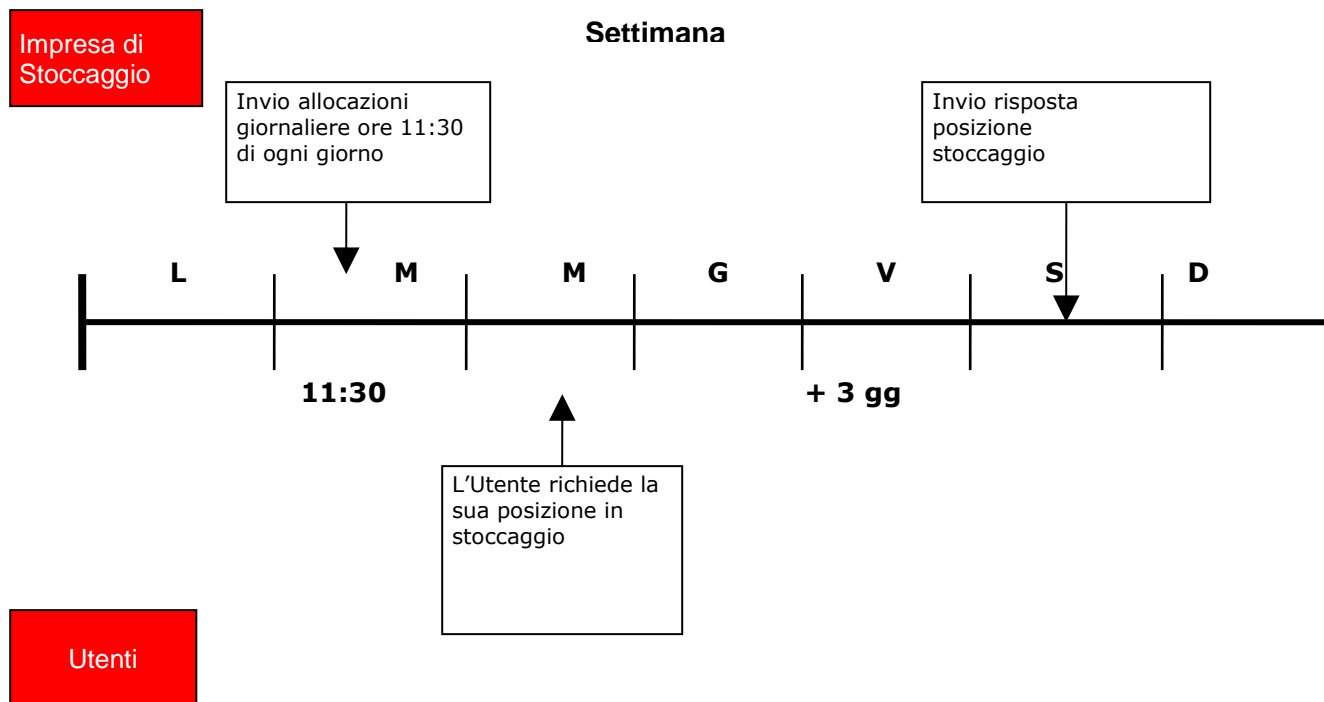 Impresa di
Stoccaggio
Settimana
Invio allocazioni
giornaliere ore 11:30
di ogni giorno
Invio risposta
posizione
stoccaggio
L M M G V S D
11:30 + 3 gg
L’Utente richiede la
sua posizione in
stoccaggio
Utenti